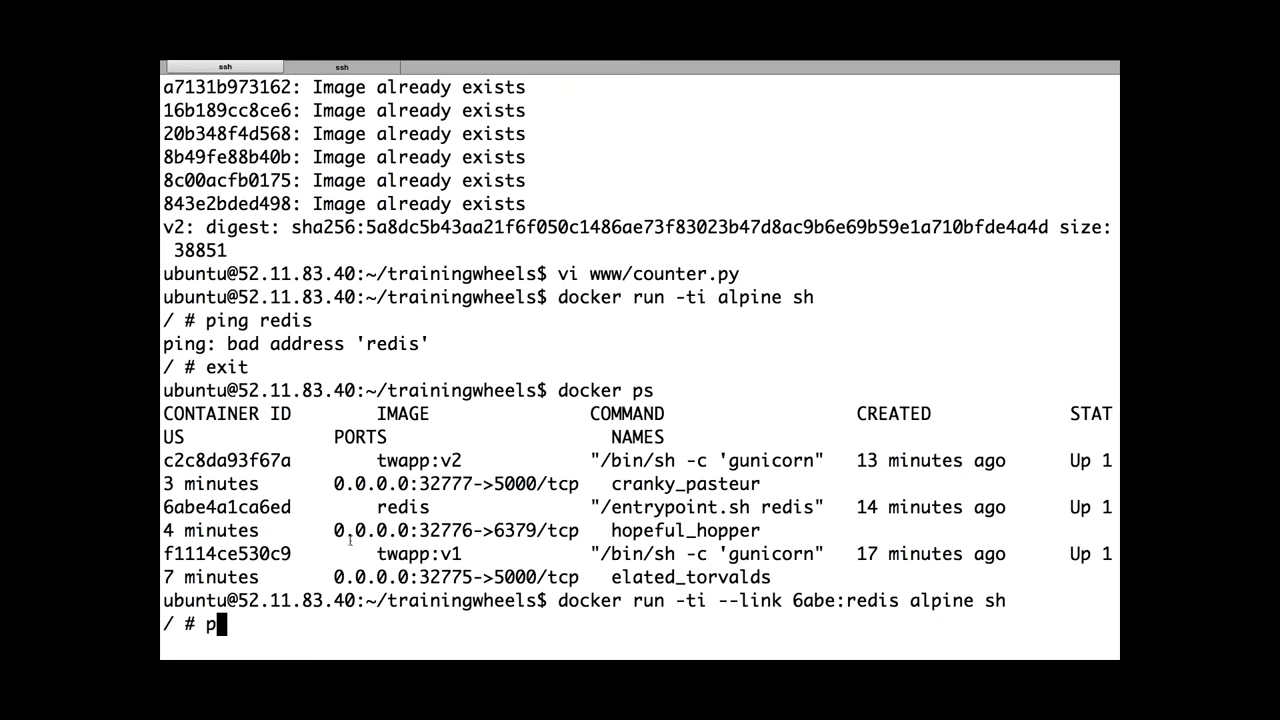 ssh ssh
a7131b973162: Image already exists
16b189cc8ce6: Image already exists
20b348f4d568: Image already exists
8b49fe88b40b: Image already exists
8c00acfb0175: Image already exists
843e2bded498: Image already exists
v2: digest: sha256:5a8dc5b43aa21f6f050c1486ae73f83023b47d8ac9b6e69b59e1a710bfde4a4d size:
38851
ubuntu@52.11.83.40:~/trainingwheels$ vi www/counter.py
ubuntu@52.11.83.40:~/trainingwheels$ docker run -ti alpine sh
/ # ping redis
ping: bad address 'redis'
/ # exit
ubuntu@52.11.83.40:~/trainingwheels$ docker ps
CONTAINER ID IMAGE COMMAND CREATED STAT
US PORTS NAMES
c2c8da93f67a twapp:v2 "/bin/sh -c 'gunicorn" 13 minutes ago Up 1
3 minutes 0.0.0.0:32777->5000/tcp cranky_pasteur
6abe4a1ca6ed redis "/entrypoint.sh redis" 14 minutes ago Up 1
4 minutes 0.0.0.0:32776->6379/tcp hopeful_hopper
f1114ce530c9 twapp:v1 "/bin/sh -c 'gunicorn" 17 minutes ago Up 1
7 minutes 0.0.0.0:32775->5000/tcp elated_torvalds
ubuntu@52.11.83.40:~/trainingwheels$ docker run -ti --link 6abe:redis alpine sh
/ # p